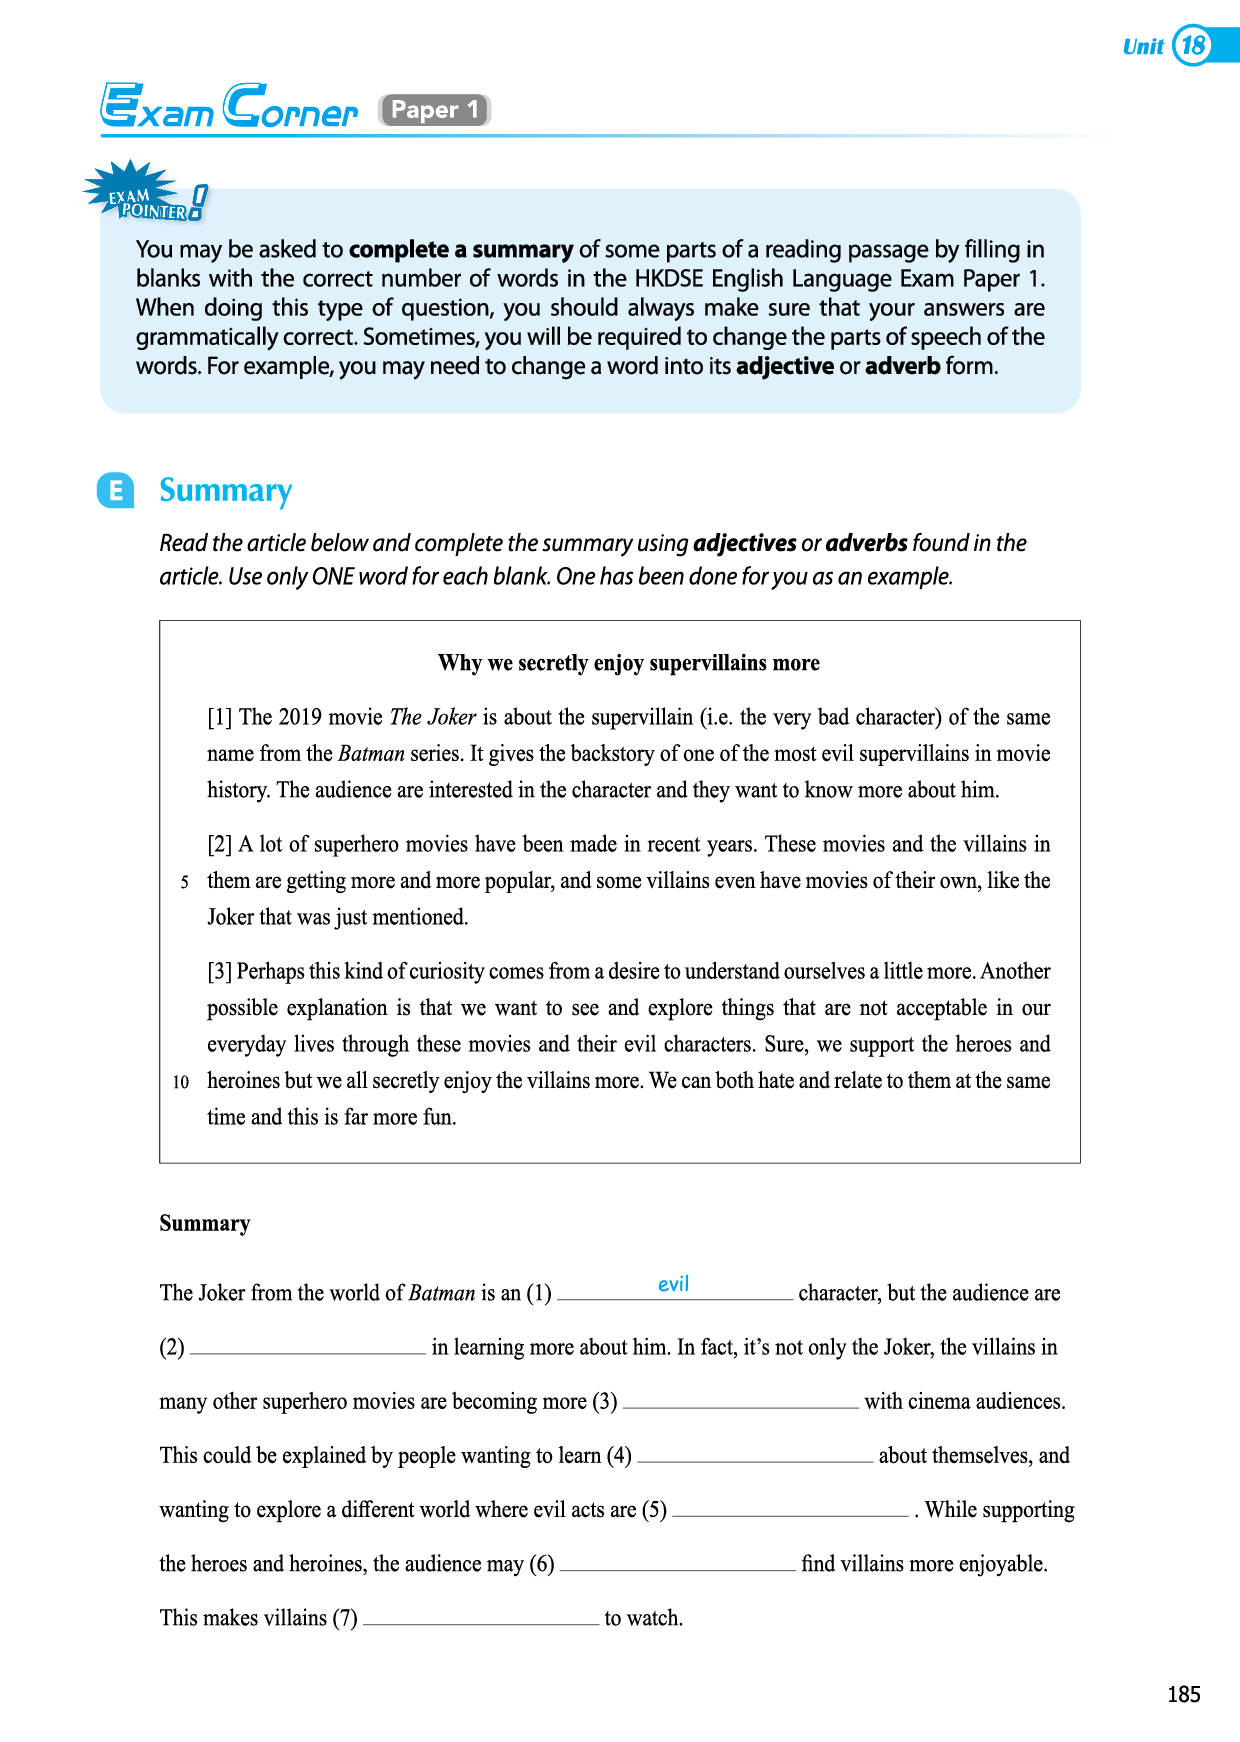 Unit 18
Exam Corner Paper 1
EXAM
POINTER!
You may be asked to complete a summary of some parts of a reading passage by filling in
blanks with the correct number of words in the HKDSE English Language Exam Paper 1.
When doing this type of question, you should always make sure that your answers are
grammatically correct. Sometimes, you will be required to change the parts of speech of the
words. For example, you may need to change a word into its adjective or adverb form.
E Summary
Read the article below and complete the summary using adjectives or adverbs found in the
article. Use only ONE word for each blank. One has been done for you as an example.
Why we secretly enjoy supervillains more
[1] The 2019 movie The Joker is about the supervillain (i.e. the very bad character) of the same
name from the Batman series. It gives the backstory of one of the most evil supervillains in movie
history. The audience are interested in the character and they want to know more about him.
[2] A lot of superhero movies have been made in recent years. These movies and the villains in
5 them are getting more and more popular, and some villains even have movies of their own, like the
Joker that was just mentioned.
[3] Perhaps this kind of curiosity comes from a desire to understand ourselves a little more. Another
possible explanation is that we want to see and explore things that are not acceptable in our
everyday lives through these movies and their evil characters. Sure, we support the heroes and
10 heroines but we all secretly enjoy the villains more. We can both hate and relate to them at the same
time and this is far more fun.
Summary
The Joker from the world of Batman is an (1) evil character, but the audience are
(2) in learning more about him. In fact, it's not only the Joker, the villains in
many other superhero movies are becoming more (3) with cinema audiences.
This could be explained by people wanting to learn (4) about themselves, and
wanting to explore a different world where evil acts are (5) . While supporting
the heroes and heroines, the audience may (6) find villains more enjoyable.
This makes villains (7) to watch.
185